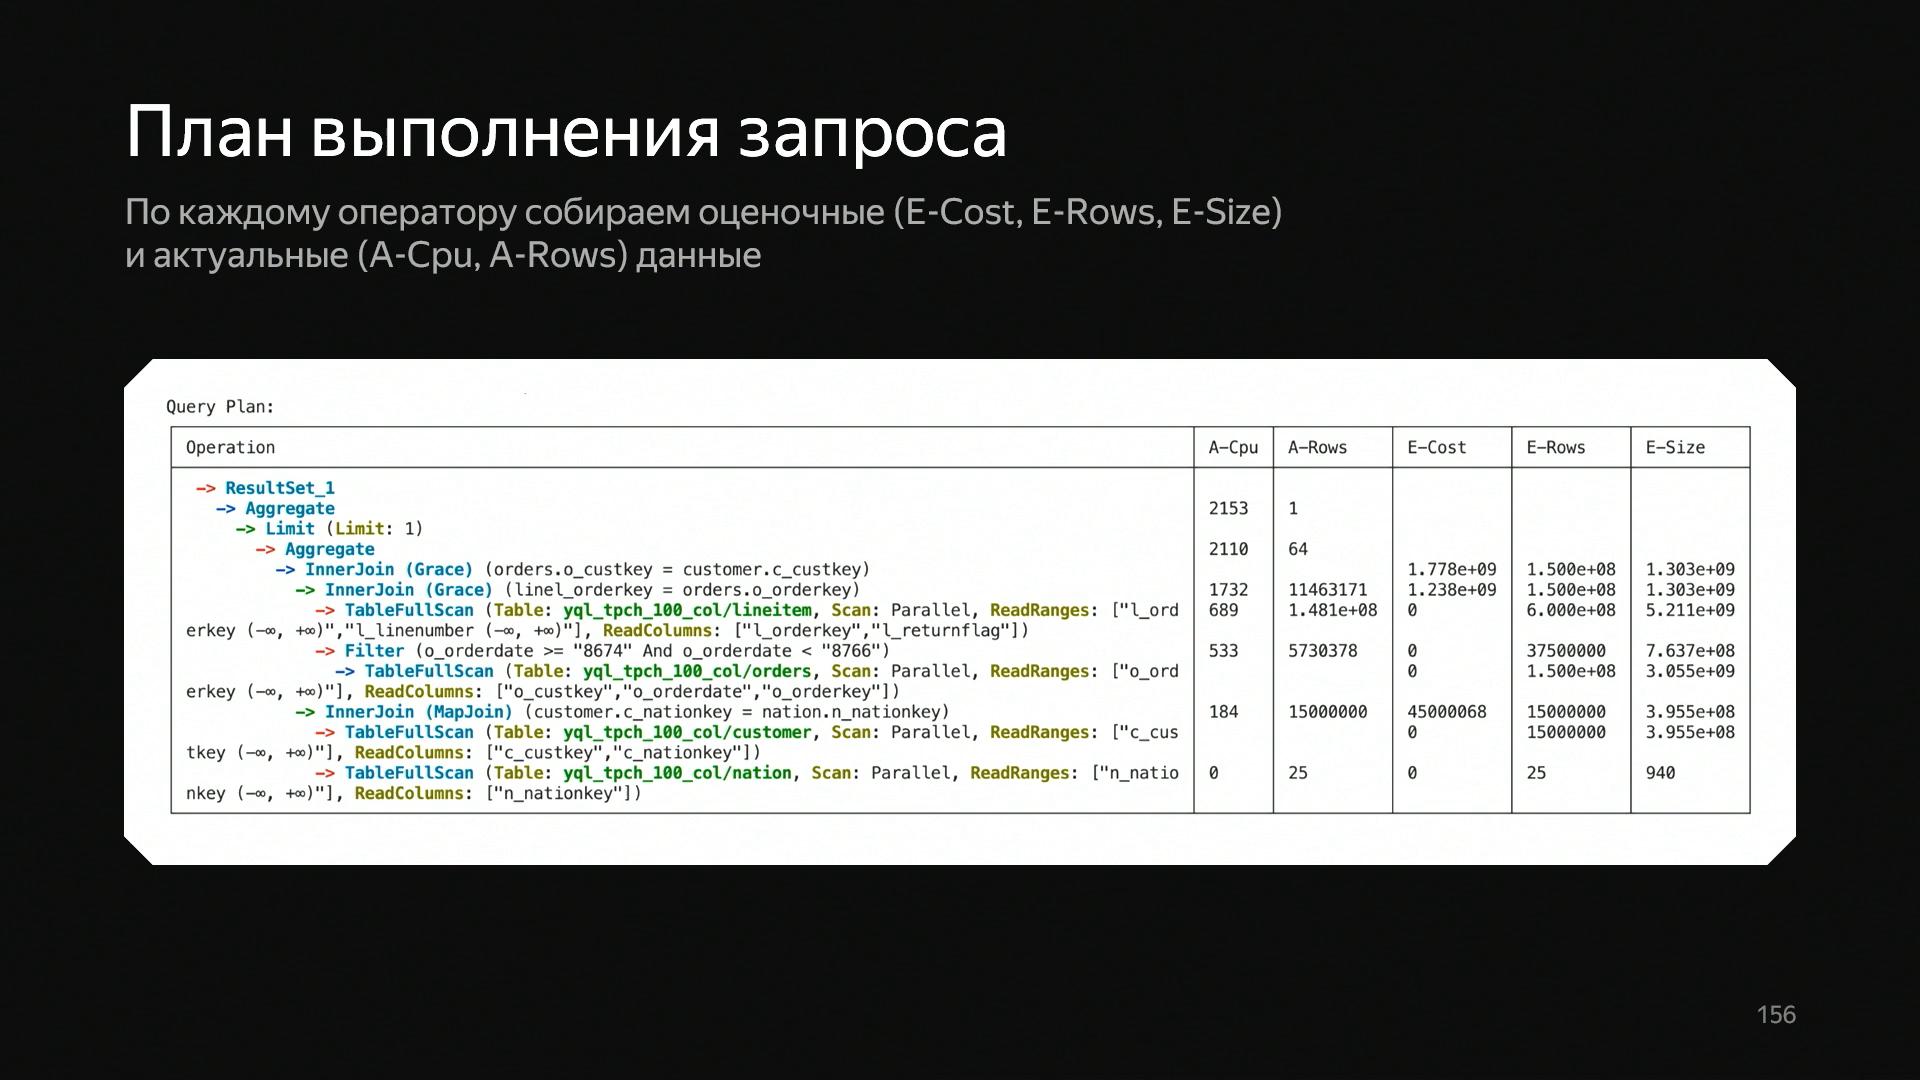 План выполнения запроса
По каждому оператору собираем оценочные (E-Cost, E-Rows, E-Size)
и актуальные (A-Cpu, A-Rows) данные
Query Plan:
Operation A-Cpu A-Rows E-Cost E-Rows E-Size
-> ResultSet_1
-> Aggregate 2153 1
-> Limit (Limit: 1)
-> Aggregate 2110 64
-> InnerJoin (Grace) (orders.o_custkey = customer.c_custkey) 1.778e+09 1.500e+08 1.303e+09
-> InnerJoin (Grace) (linel_orderkey = orders.o_orderkey) 1732 11463171 1.238e+09 1.500e+08 1.303e+09
-> TableFullScan (Table: yql_tpch_100_col/lineitem, Scan: Parallel, ReadRanges: ["l_ord 689 1.481e+08 0 6.000e+08 5.211e+09
erkey (-∞, +∞)","l_linenumber (-∞, +∞)"], ReadColumns: ["l_orderkey","l_returnflag"])
-> Filter (o_orderdate >= "8674" And o_orderdate < "8766") 533 5730378 0 37500000 7.637e+08
-> TableFullScan (Table: yql_tpch_100_col/orders, Scan: Parallel, ReadRanges: ["o_ord 0 1.500e+08 3.055e+09
erkey (-∞, +∞)"], ReadColumns: ["o_custkey","o_orderdate","o_orderkey"])
-> InnerJoin (MapJoin) (customer.c_nationkey = nation.n_nationkey) 184 15000000 45000068 15000000 3.955e+08
-> TableFullScan (Table: yql_tpch_100_col/customer, Scan: Parallel, ReadRanges: ["c_cus 0 15000000 3.955e+08
tkey (-∞, +∞)"], ReadColumns: ["c_custkey","c_nationkey"])
-> TableFullScan (Table: yql_tpch_100_col/nation, Scan: Parallel, ReadRanges: ["n_natio 0 25 0 25 940
nkey (-∞, +∞)"], ReadColumns: ["n_nationkey"])
156